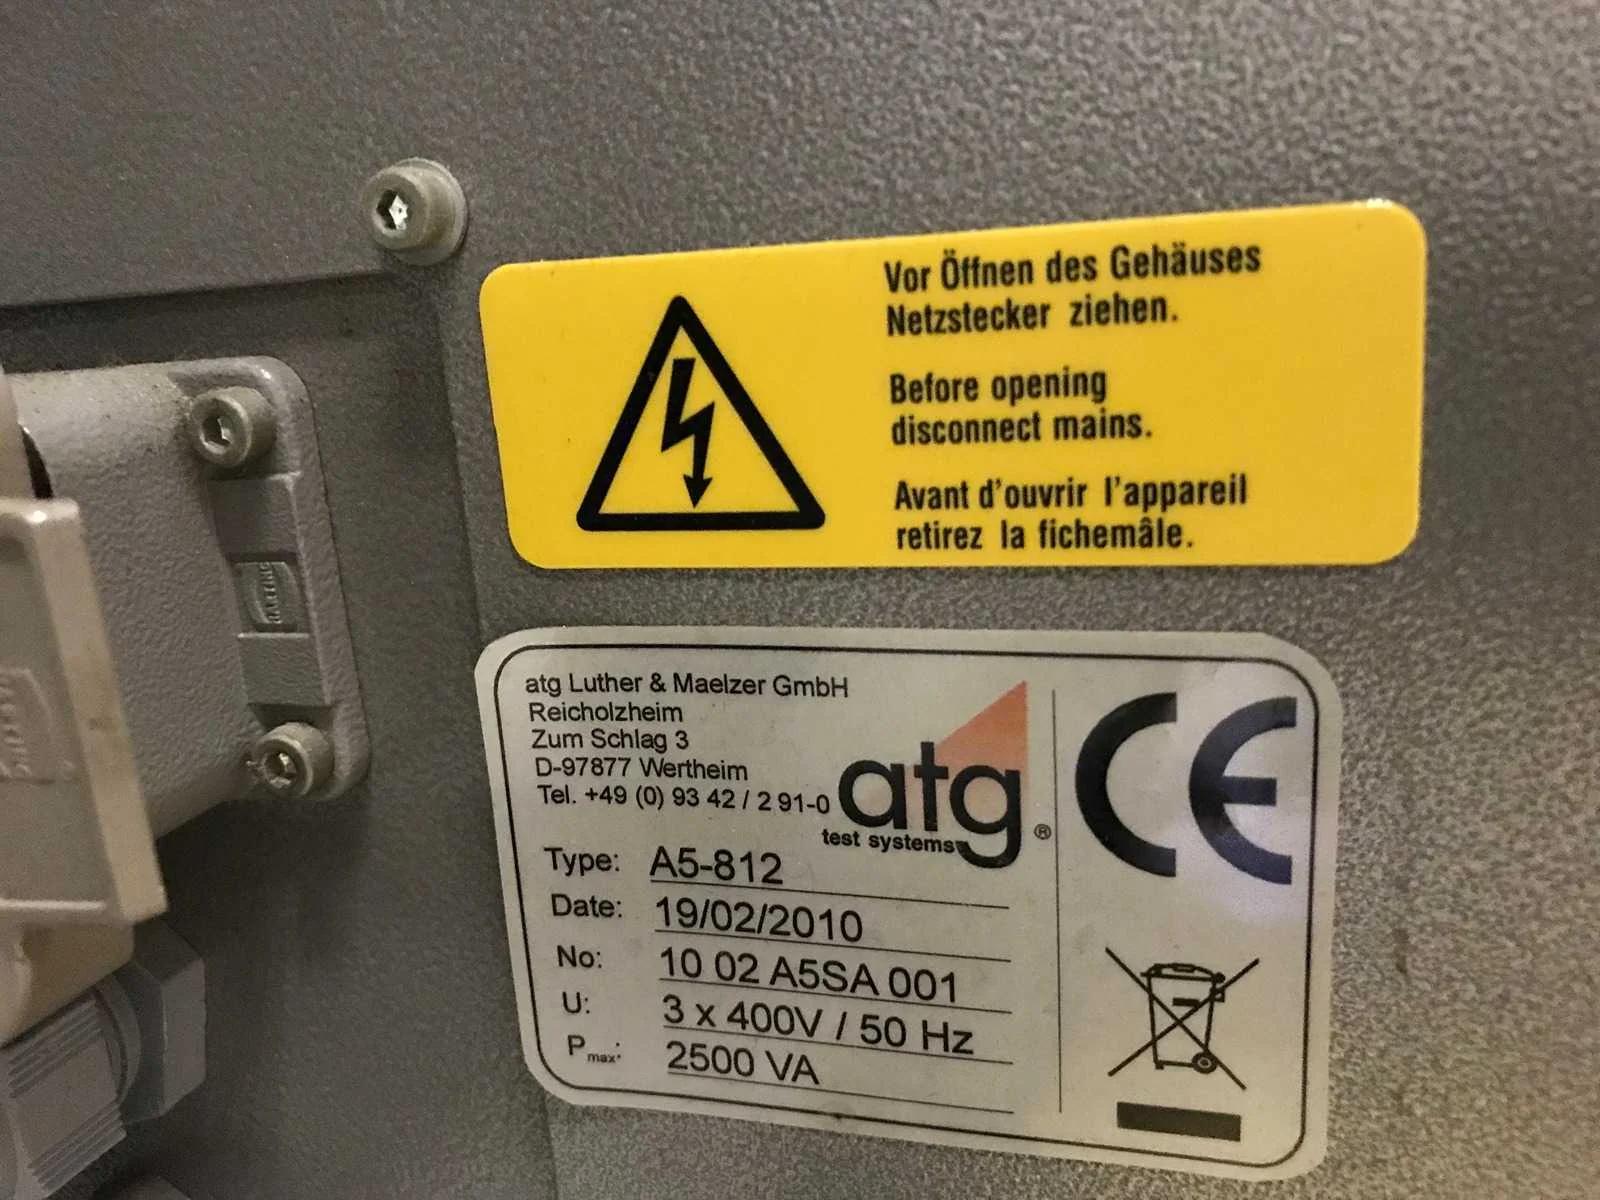 Vor Öffnen des Gehäuses
Netzstecker ziehen.
Before opening
disconnect mains.
Avant d'ouvrir l'appareil
retirez la fichemâle.
HARTING
atg Luther & Maelzer GmbH
Reicholzheim
Zum Schlag 3
D-97877 Wertheim
Tel. +49 (0) 93 42 / 2 91-0
atg ®
test systems
CE
Type: A5-812
Date: 19/02/2010
No: 10 02 A5SA 001
U: 3 x 400V / 50 Hz
Pmax: 2500 VA